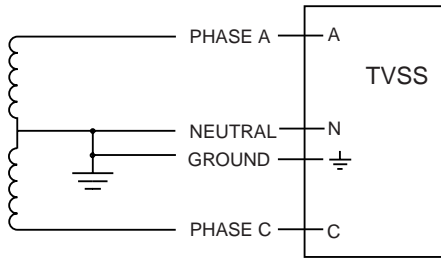 PHASE A
A
TVSS
NEUTRAL
N
GROUND
PHASE C
C